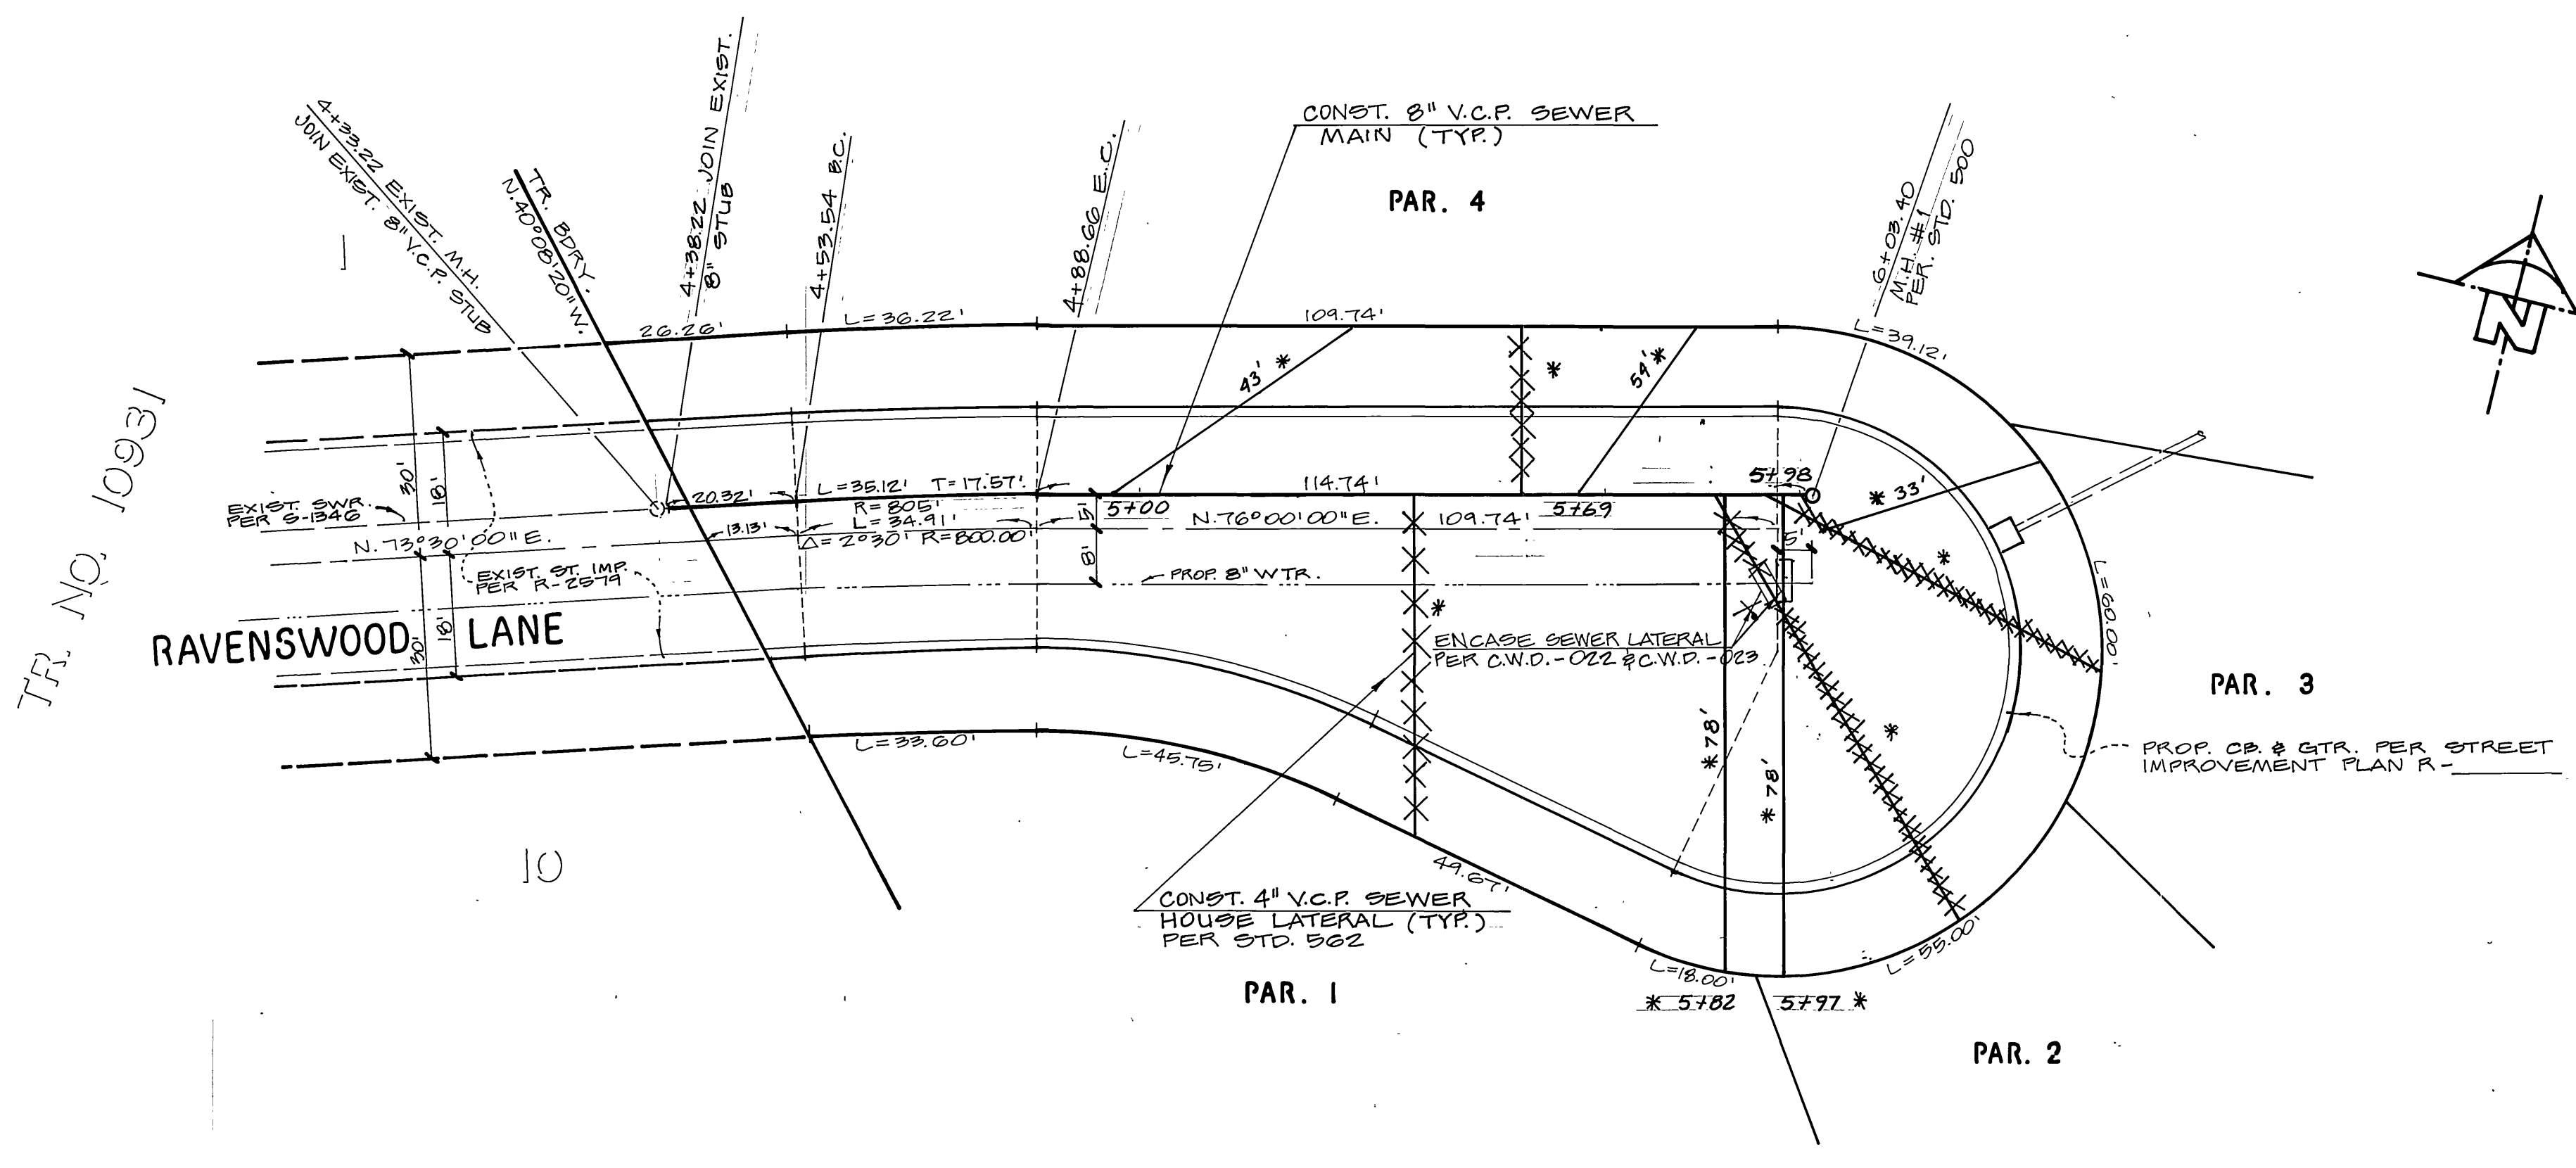 4+33.22 EXIST. M.H.
JOIN EXIST. 8" V.C.P. STUB
TR. BDRY.
N.40°08'20"W.
4+38.22 JOIN EXIST.
8" STUB
4+53.54 B.C.
4+88.66 E.C.
CONST. 8" V.C.P. SEWER
MAIN (TYP.)
PAR. 4
6+03.40
M.H. #1
PER. STD. 500
N
1
26.26'
L=36.22'
109.74'
L=39.12'
43' *
*
54' *
TR. NO. 10931
30'
18'
EXIST. SWR.
PER S-1346
20.32'
L=35.12' T=17.57'
R=805'
114.74'
5+98
* 33'
5+00
5+69
13.13'
L=34.91'
5'
N.76°00'00"E.
109.74'
N.73°30'00"E.
Δ=2°30' R=800.00'
8'
5'
*
EXIST. ST. IMP.
PER R-2579
PROP. 8" WTR.
*
L=60.00'
RAVENSWOOD LANE
30'
18'
ENCASE SEWER LATERAL
PER C.W.D.-022 & C.W.D.-023
PAR. 3
* 78'
* 78'
*
L=33.60'
L=45.75'
PROP. CB. & GTR. PER STREET
IMPROVEMENT PLAN R-
10
49.67'
CONST. 4" V.C.P. SEWER
HOUSE LATERAL (TYP.)
PER STD. 562
L=18.00'
L=55.00'
PAR. 1
* 5+82
5+97 *
PAR. 2